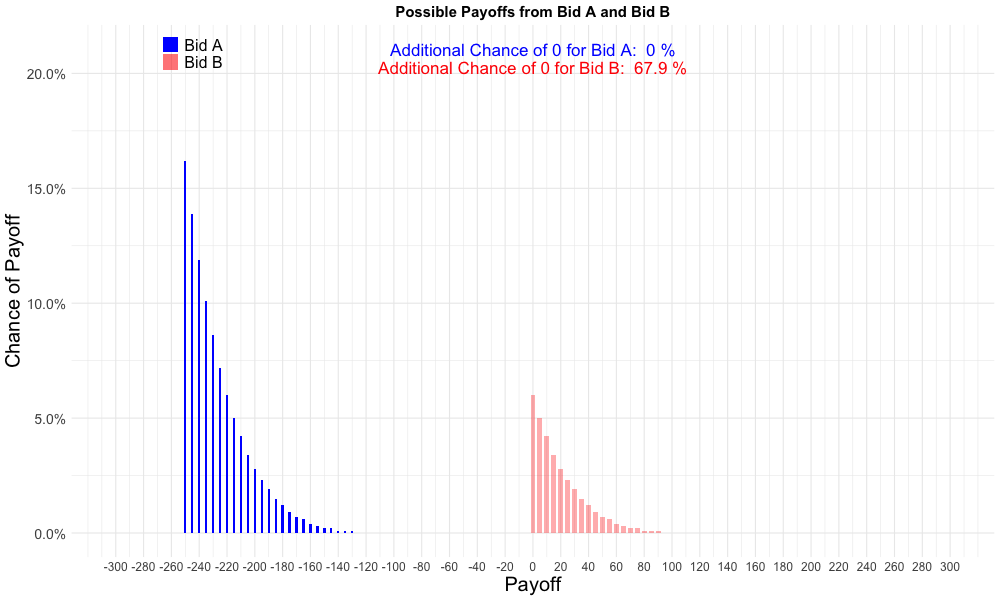 Possible Payoffs from Bid A and Bid B
Bid A
Bid B
Additional Chance of 0 for Bid A:  0 %
Additional Chance of 0 for Bid B:  67.9 %
Chance of Payoff
20.0%
15.0%
10.0%
5.0%
0.0%
-300 -280 -260 -240 -220 -200 -180 -160 -140 -120 -100 -80 -60 -40 -20 0 20 40 60 80 100 120 140 160 180 200 220 240 260 280 300
Payoff